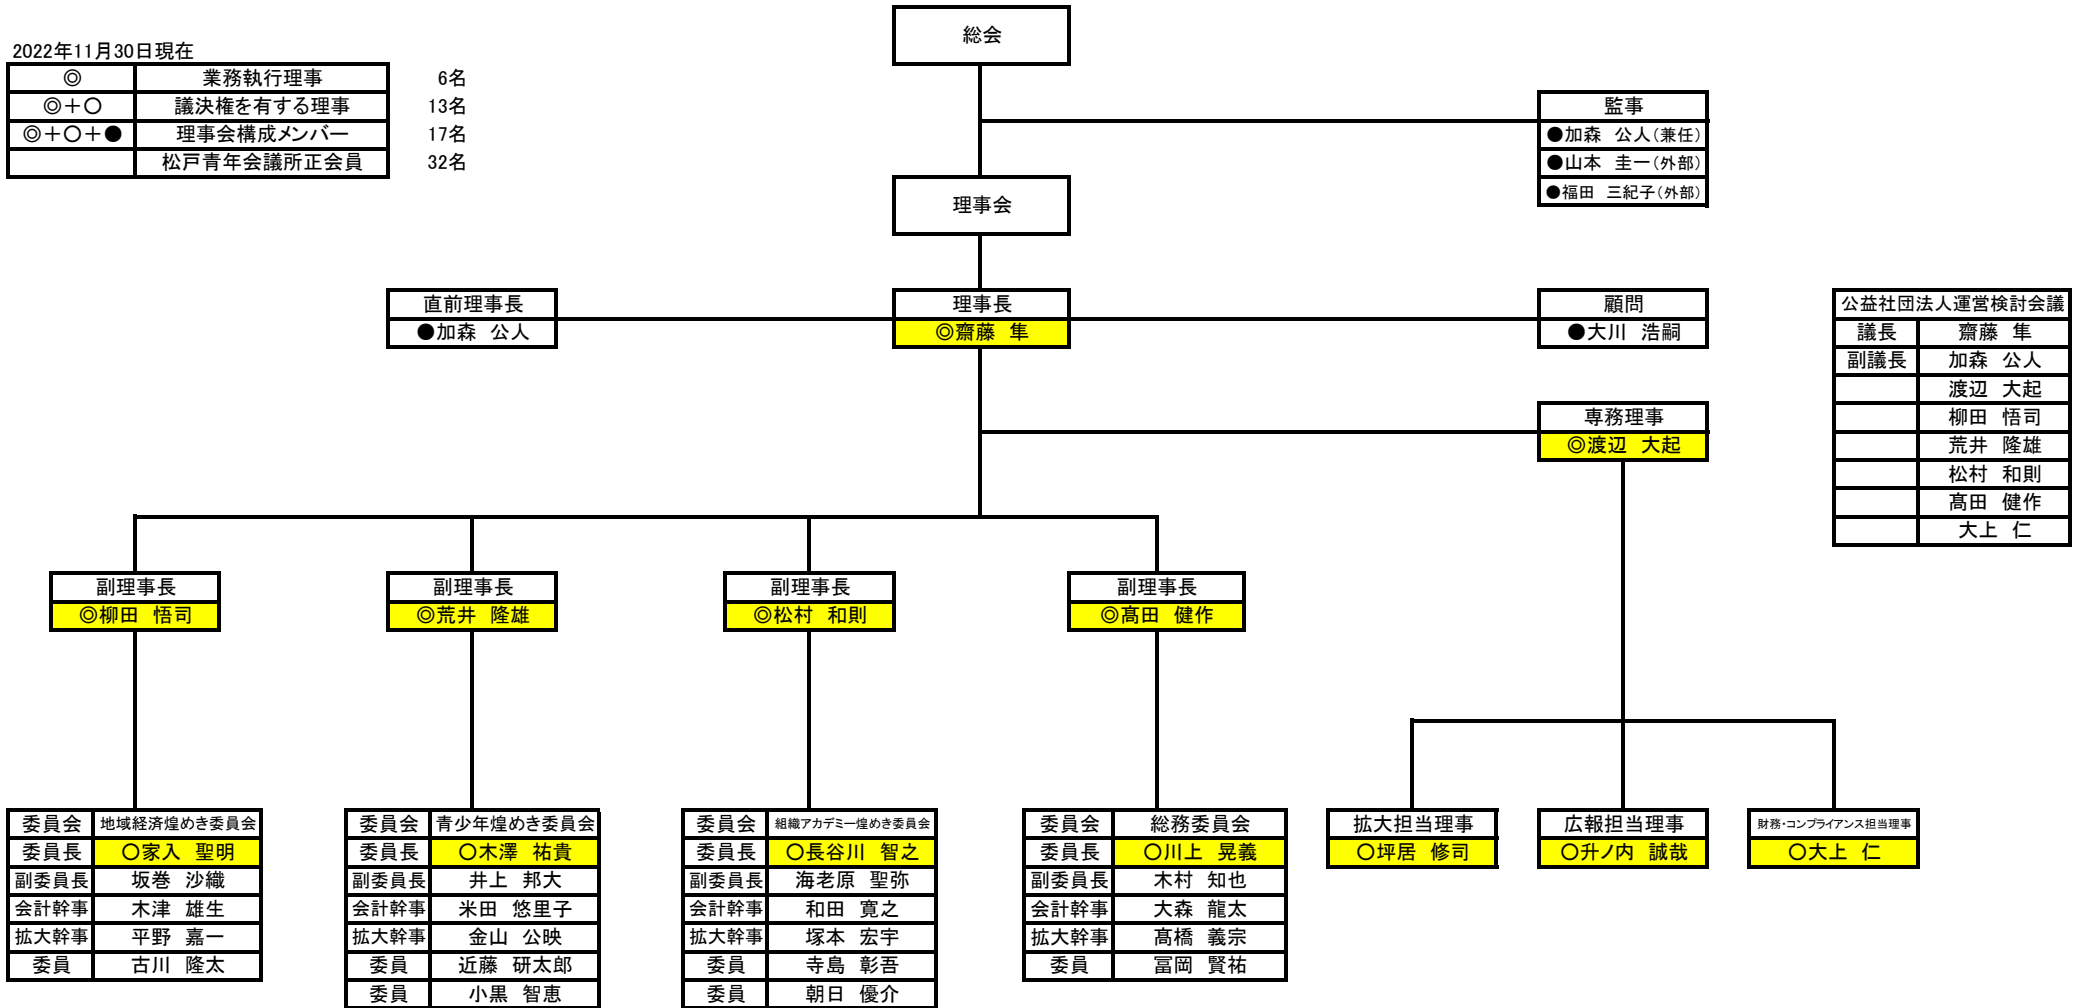 総会
2022年11月30日現在
◎ 業務執行理事 6名
◎+○ 議決権を有する理事 13名
◎+○+● 理事会構成メンバー 17名
松戸青年会議所正会員 32名
監事
●加森 公人(兼任)
●山本 圭一(外部)
●福田 三紀子(外部)
理事会
直前理事長
●加森 公人
理事長
◎齋藤 隼
顧問
●大川 浩嗣
公益社団法人運営検討会議
議長 齋藤 隼
副議長 加森 公人
渡辺 大起
柳田 悟司
荒井 隆雄
松村 和則
髙田 健作
大上 仁
専務理事
◎渡辺 大起
副理事長
◎柳田 悟司
副理事長
◎荒井 隆雄
副理事長
◎松村 和則
副理事長
◎髙田 健作
委員会 地域経済煌めき委員会
委員長 ○家入 聖明
副委員長 坂巻 沙織
会計幹事 木津 雄生
拡大幹事 平野 嘉一
委員 古川 隆太
委員会 青少年煌めき委員会
委員長 ○木澤 祐貴
副委員長 井上 邦大
会計幹事 米田 悠里子
拡大幹事 金山 公映
委員 近藤 研太郎
委員 小黒 智恵
委員会 組織アカデミー煌めき委員会
委員長 ○長谷川 智之
副委員長 海老原 聖弥
会計幹事 和田 寛之
拡大幹事 塚本 宏宇
委員 寺島 彰吾
委員 朝日 優介
委員会 総務委員会
委員長 ○川上 晃義
副委員長 木村 知也
会計幹事 大森 龍太
拡大幹事 髙橋 義宗
委員 冨岡 賢祐
拡大担当理事
○坪居 修司
広報担当理事
○升ノ内 誠哉
財務・コンプライアンス担当理事
○大上 仁